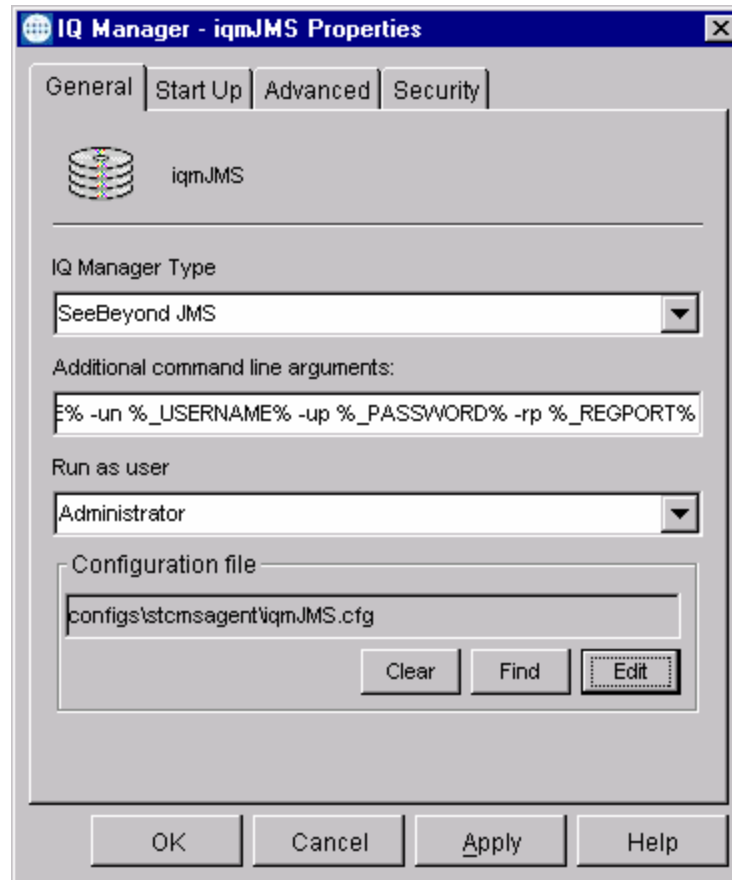 IQ Manager - iqmJMS Properties
General Start Up Advanced Security
iqmJMS
IQ Manager Type
SeeBeyond JMS
Additional command line arguments:
E% -un %_USERNAME% -up %_PASSWORD% -rp %_REGPORT%
Run as user
Administrator
Configuration file
configs\stcmsagent\iqmJMS.cfg
Clear Find Edit
OK Cancel Apply Help